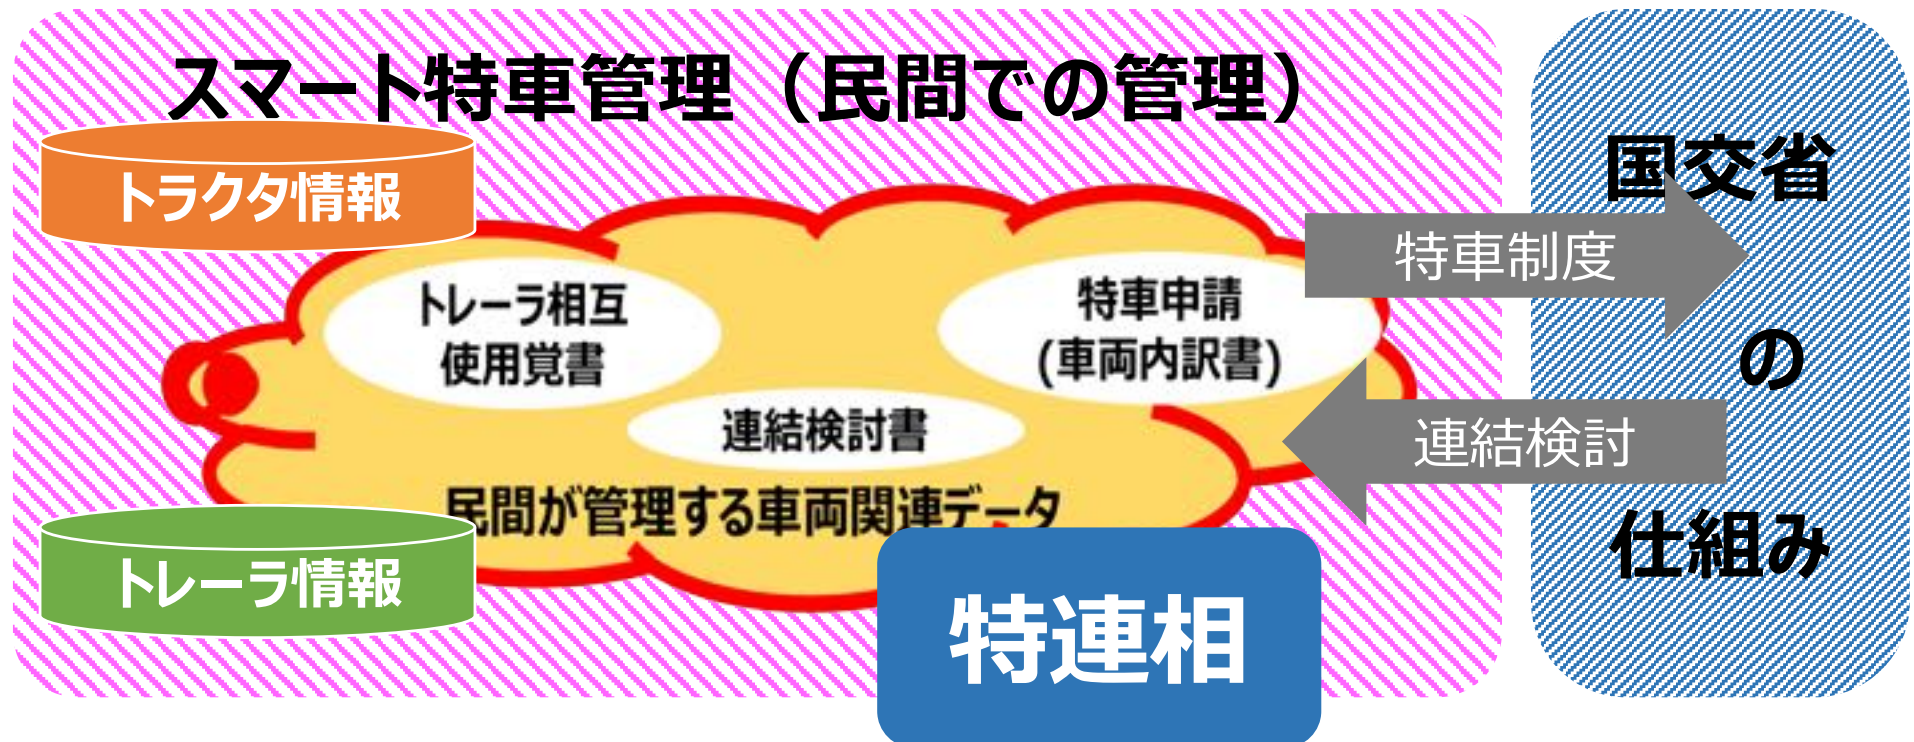 スマート特車管理（民間での管理）
トラクタ情報
トレーラ相互
使用覚書
特車申請
(車両内訳書)
連結検討書
民間が管理する車両関連データ
トレーラ情報
特連相
特車制度
連結検討
国交省
の
仕組み